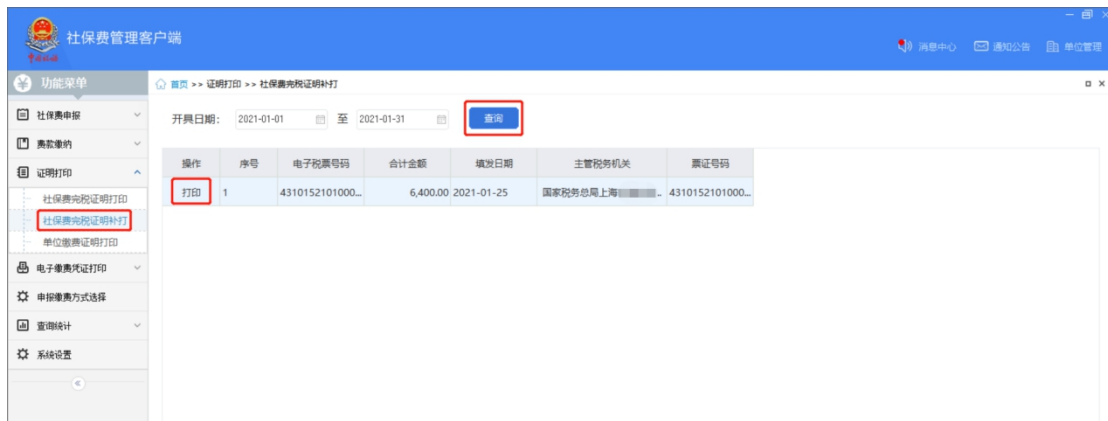 社保费管理客户端
中国税务
消息中心 通知公告 单位管理
功能菜单
首页 >> 证明打印 >> 社保费完税证明补打
社保费申报
开具日期： 2021-01-01 至 2021-01-31 查询
费款缴纳
证明打印
操作 序号 电子税票号码 合计金额 填发日期 主管税务机关 票证号码
打印 1 4310152101000... 6,400.00 2021-01-25 国家税务总局上海 .. 4310152101000...
社保费完税证明打印
社保费完税证明补打
单位缴费证明打印
电子缴费凭证打印
申报缴费方式选择
查询统计
系统设置